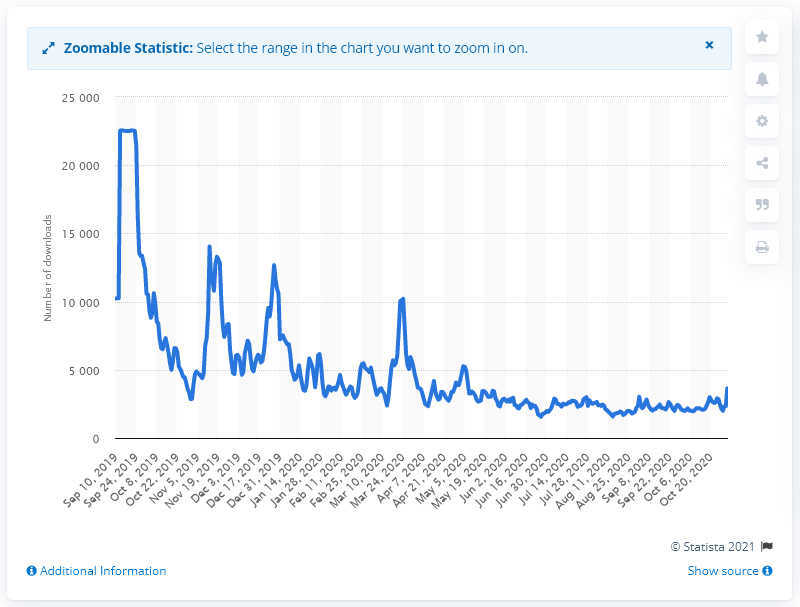 Zoomable Statistic: Select the range in the chart you want to zoom in on.
×
25 000
20 000
15 000
10 000
5 000
0
Number of downloads
Sep 10, 2019
Sep 24, 2019
Oct 8, 2019
Oct 22, 2019
Nov 5, 2019
Nov 19, 2019
Dec 3, 2019
Dec 17, 2019
Dec 31, 2019
Jan 14, 2020
Jan 28, 2020
Feb 11, 2020
Feb 25, 2020
Mar 10, 2020
Mar 24, 2020
Apr 7, 2020
Apr 21, 2020
May 5, 2020
May 19, 2020
Jun 2, 2020
Jun 16, 2020
Jun 30, 2020
Jul 14, 2020
Jul 28, 2020
Aug 11, 2020
Aug 25, 2020
Sep 8, 2020
Sep 22, 2020
Oct 6, 2020
Oct 20, 2020
© Statista 2021
Additional Information
Show source